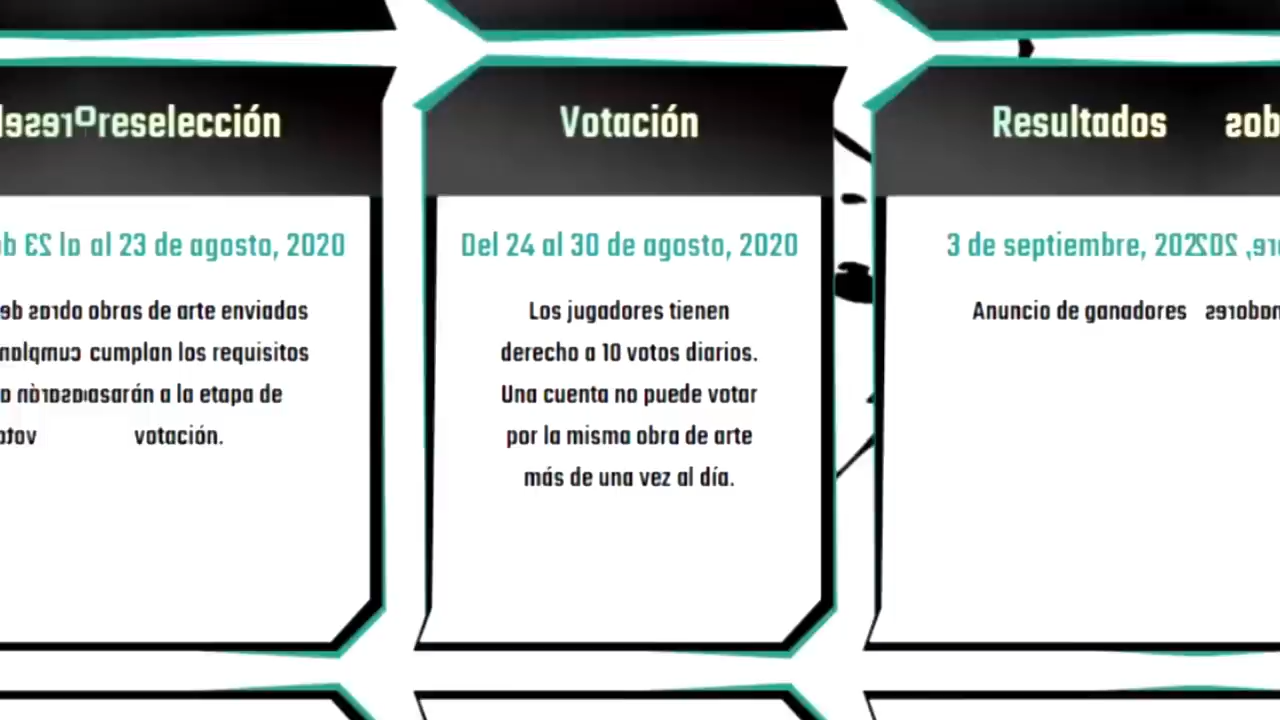 Preselección
al 23 de agosto, 2020
obras de arte enviadas
cumplan los requisitos
pasarán a la etapa de
votación.
Votación
Del 24 al 30 de agosto, 2020
Los jugadores tienen
derecho a 10 votos diarios.
Una cuenta no puede votar
por la misma obra de arte
más de una vez al día.
Resultados
3 de septiembre, 202
Anuncio de ganadores